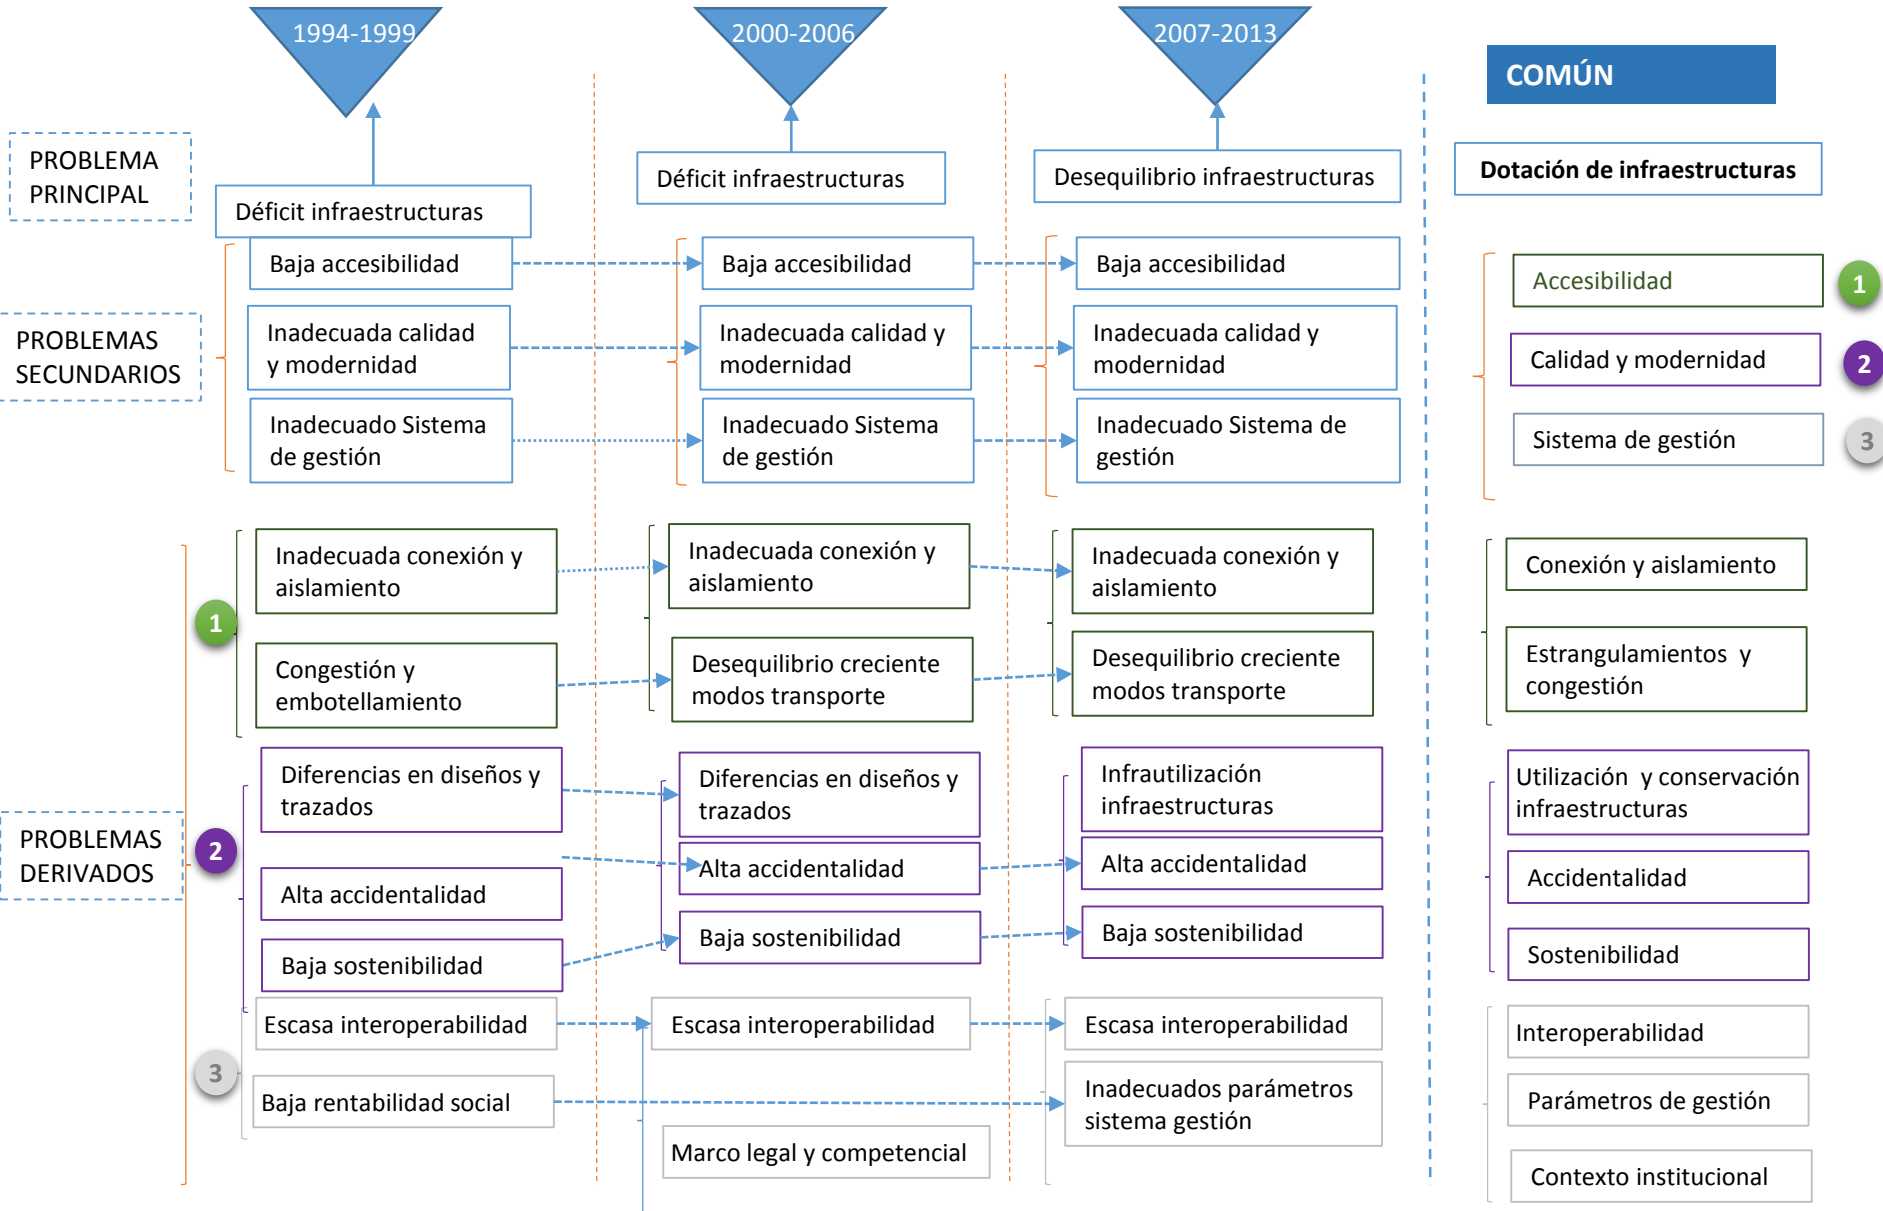 1994-1999
2000-2006
2007-2013
COMÚN
PROBLEMA
PRINCIPAL
Déficit infraestructuras
Déficit infraestructuras
Desequilibrio infraestructuras
Dotación de infraestructuras
PROBLEMAS
SECUNDARIOS
Baja accesibilidad
Baja accesibilidad
Baja accesibilidad
Accesibilidad
1
Inadecuada calidad
y modernidad
Inadecuada calidad y
modernidad
Inadecuada calidad y
modernidad
Calidad y modernidad
2
Inadecuado Sistema
de gestión
Inadecuado Sistema
de gestión
Inadecuado Sistema de
gestión
Sistema de gestión
3
PROBLEMAS
DERIVADOS
1
Inadecuada conexión y
aislamiento
Inadecuada conexión y
aislamiento
Inadecuada conexión y
aislamiento
Conexión y aislamiento
Congestión y
embotellamiento
Desequilibrio creciente
modos transporte
Desequilibrio creciente
modos transporte
Estrangulamientos y
congestión
2
Diferencias en diseños y
trazados
Diferencias en diseños y
trazados
Infrautilización
infraestructuras
Utilización y conservación
infraestructuras
Alta accidentalidad
Alta accidentalidad
Alta accidentalidad
Accidentalidad
Baja sostenibilidad
Baja sostenibilidad
Baja sostenibilidad
Sostenibilidad
3
Escasa interoperabilidad
Escasa interoperabilidad
Escasa interoperabilidad
Interoperabilidad
Baja rentabilidad social
Inadecuados parámetros
sistema gestión
Parámetros de gestión
Marco legal y competencial
Contexto institucional